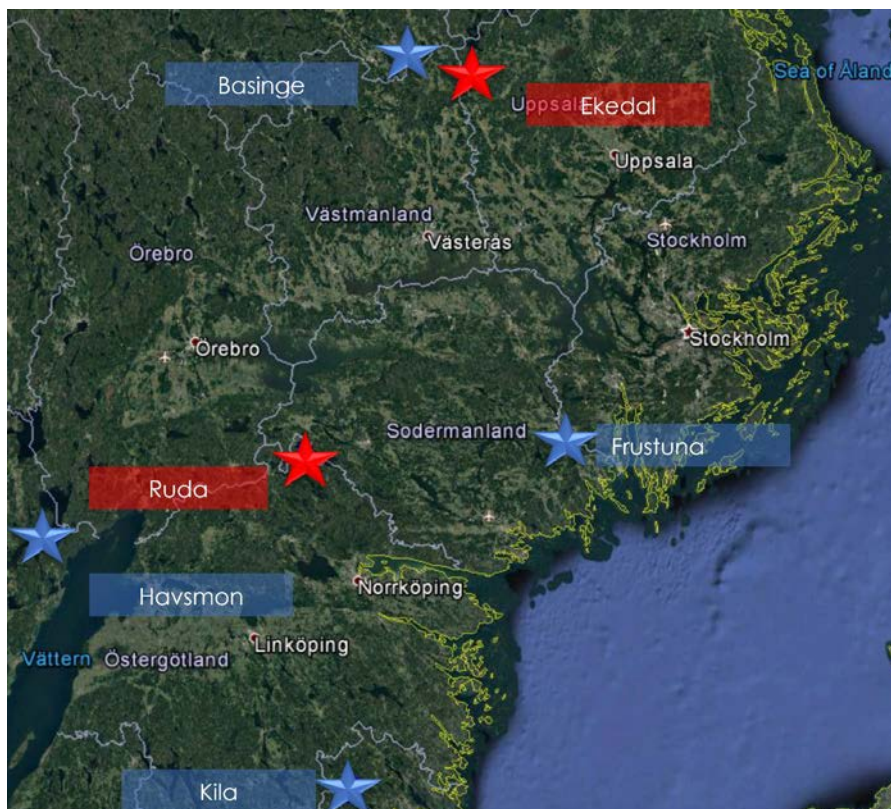 Sea of Åland
Basinge
Uppsala
Ekedal
Uppsala
Västmanland
Västerås
Stockholm
Örebro
Örebro
Stockholm
Sodermanland
Frustuna
Ruda
Havsmon
Norrköping
Linköping
Vättern
Östergötland
Kila